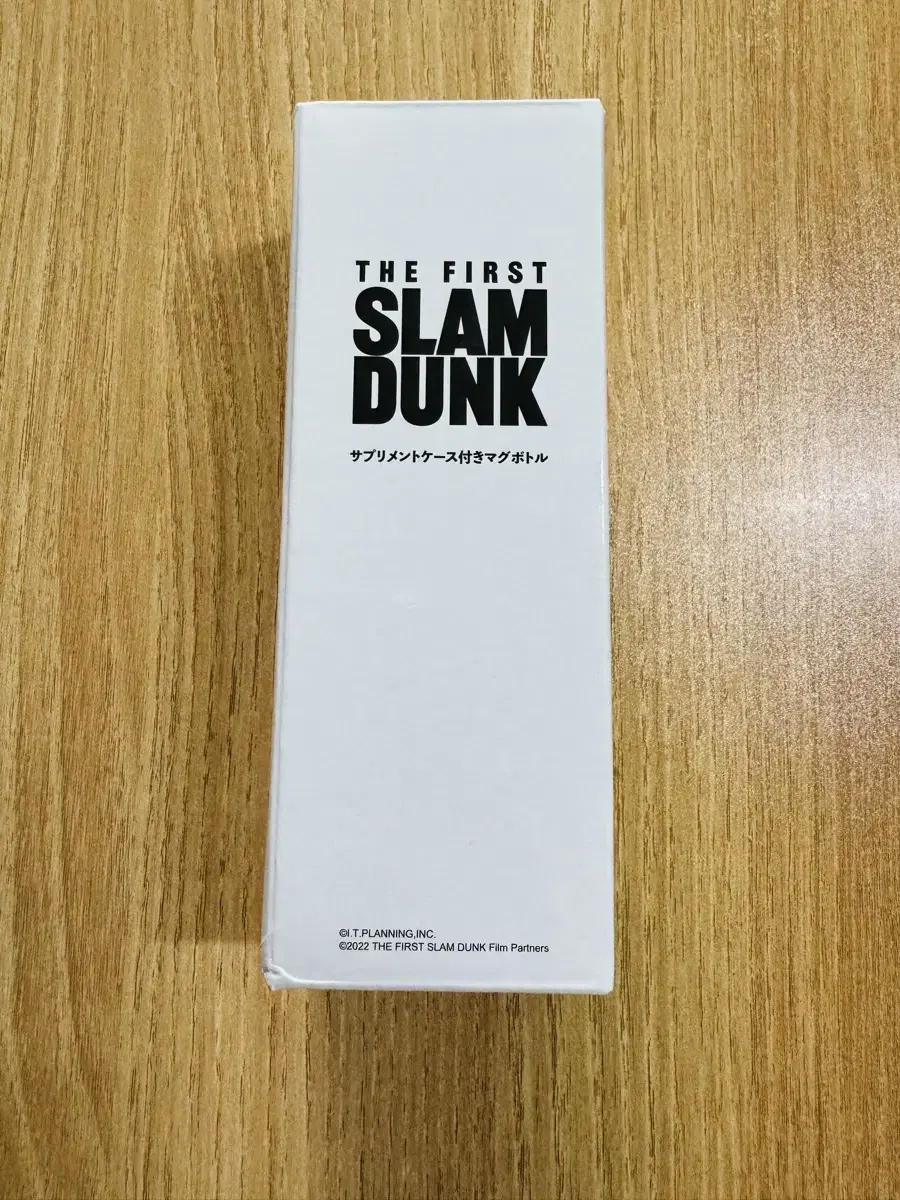 THE FIRST
SLAM
DUNK
サプリメントケース付きマグボトル
©I.T.PLANNING,INC.
©2022 THE FIRST SLAM DUNK Film Partners